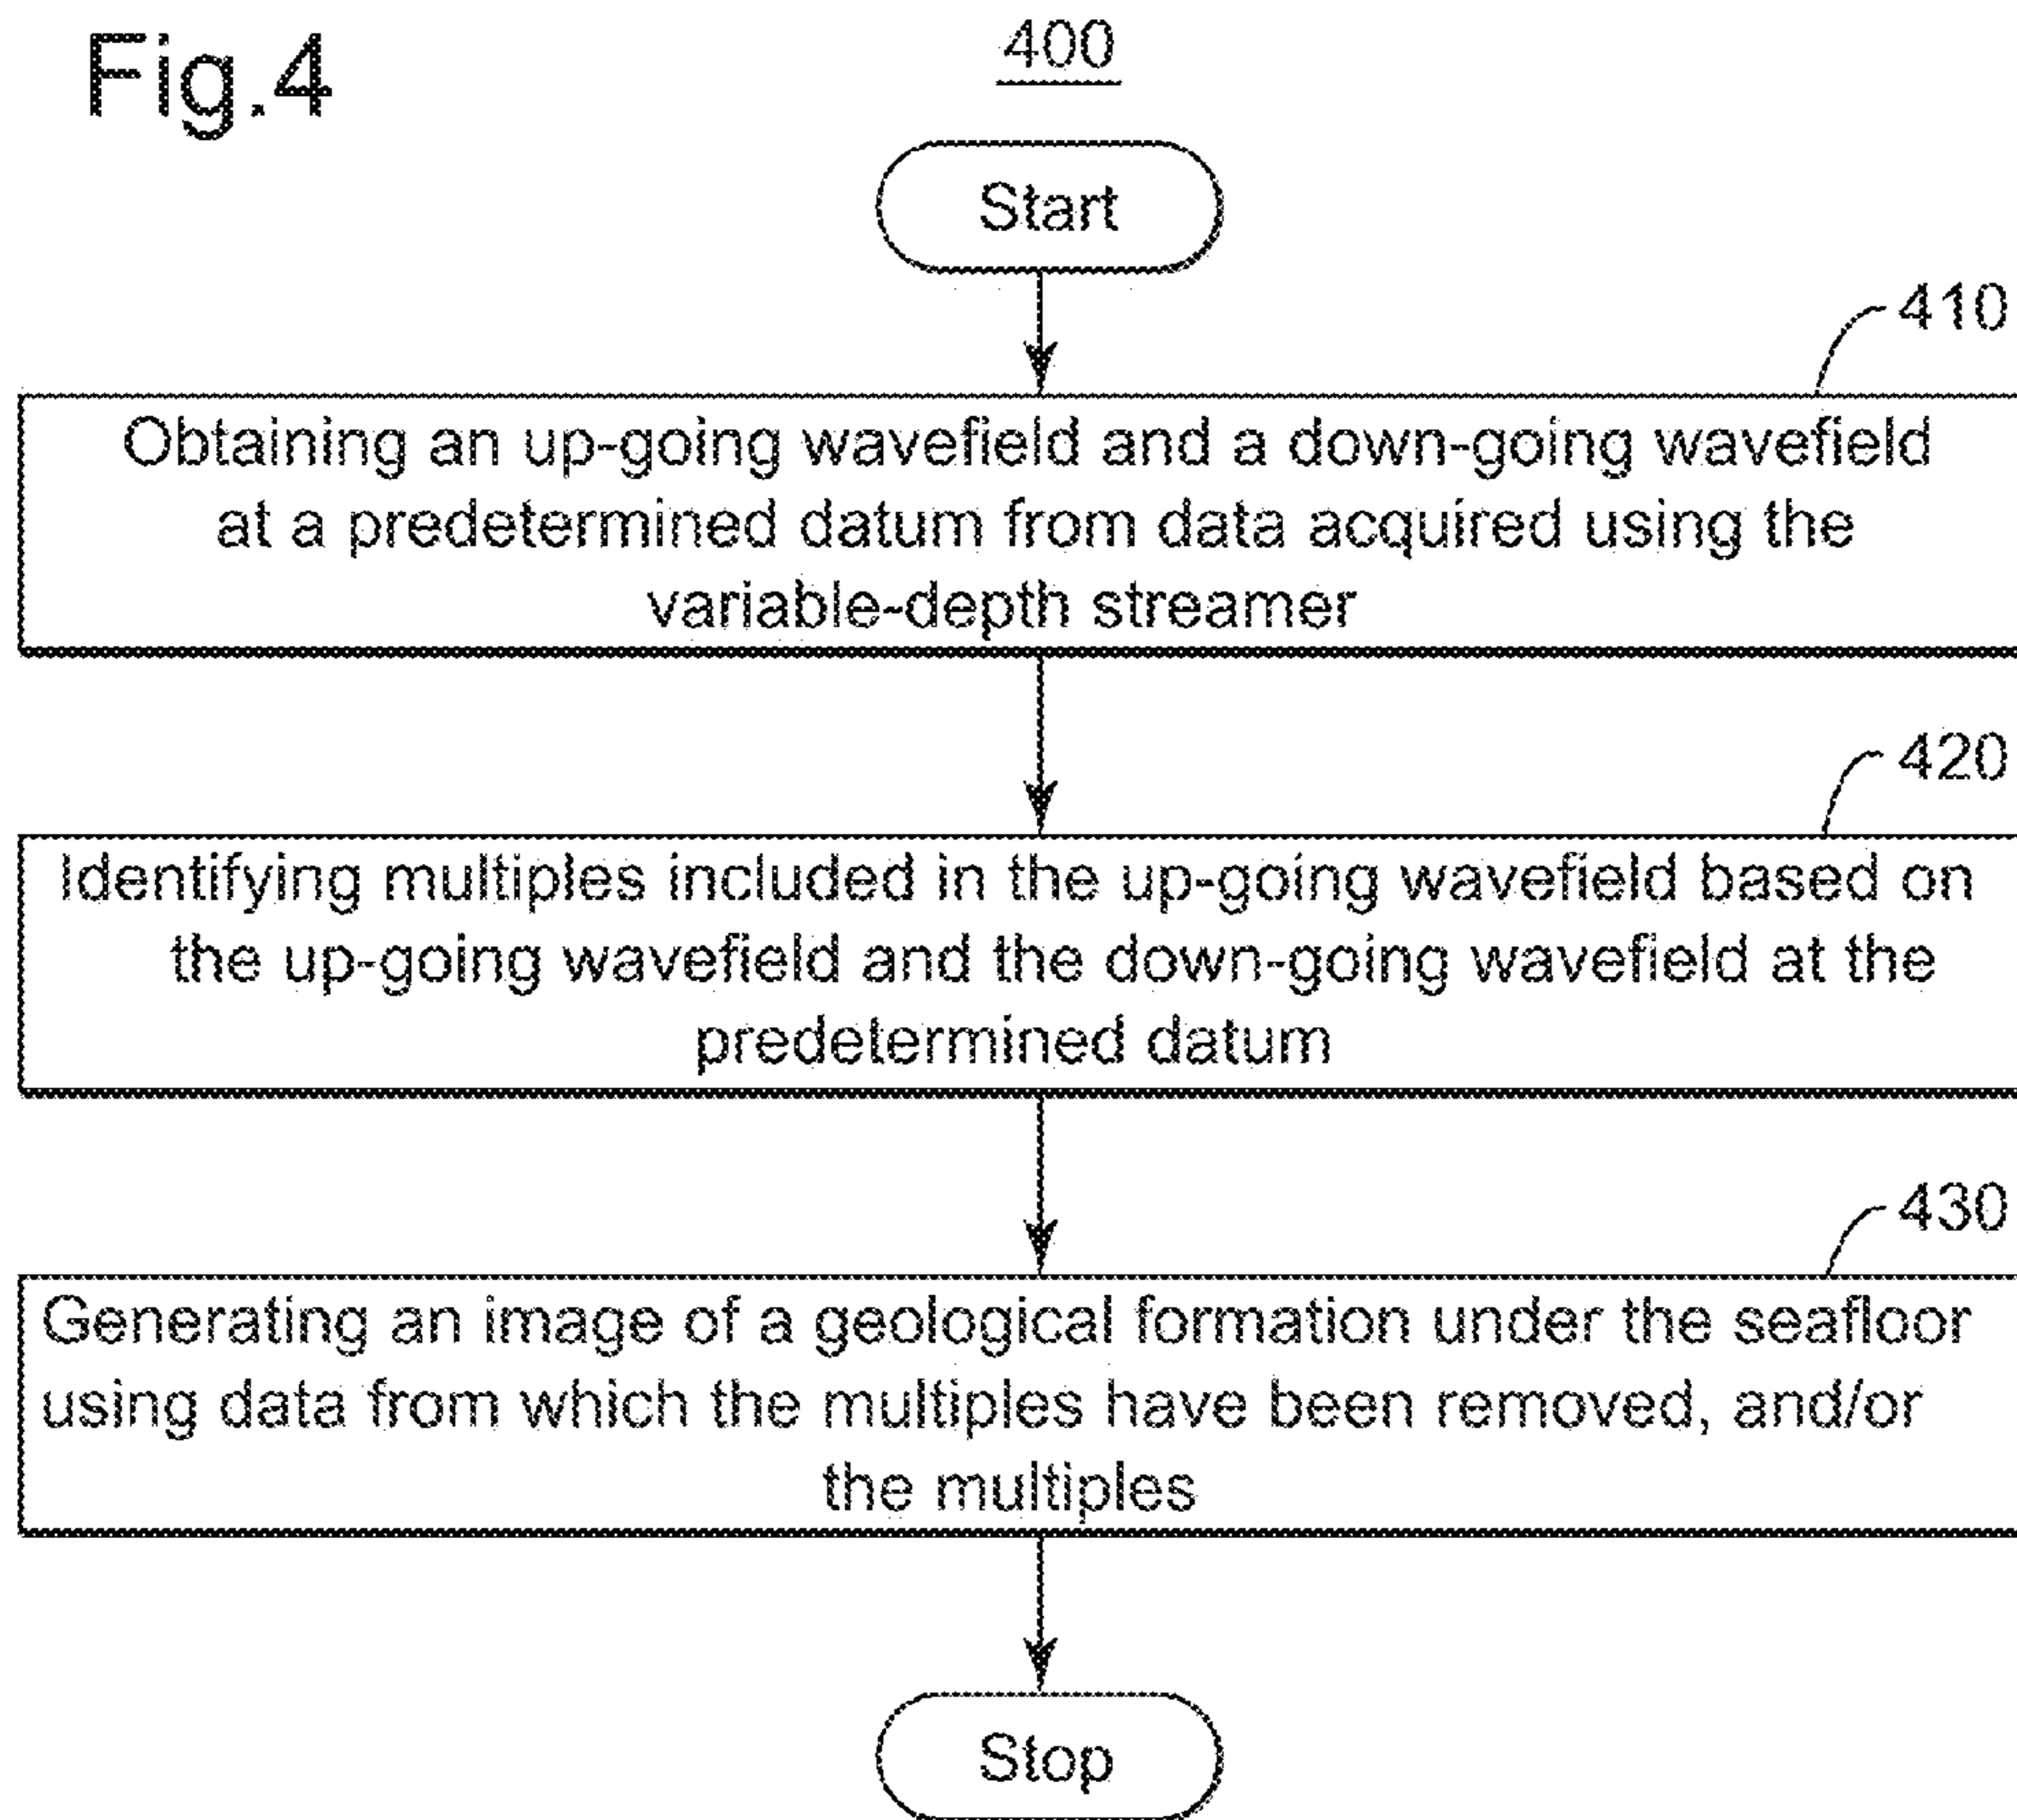 Fig.4
400
Start
410
Obtaining an up-going wavefield and a down-going wavefield
at a predetermined datum from data acquired using the
variable-depth streamer
420
Identifying multiples included in the up-going wavefield based on
the up-going wavefield and the down-going wavefield at the
predetermined datum
430
Generating an image of a geological formation under the seafloor
using data from which the multiples have been removed, and/or
the multiples
Stop